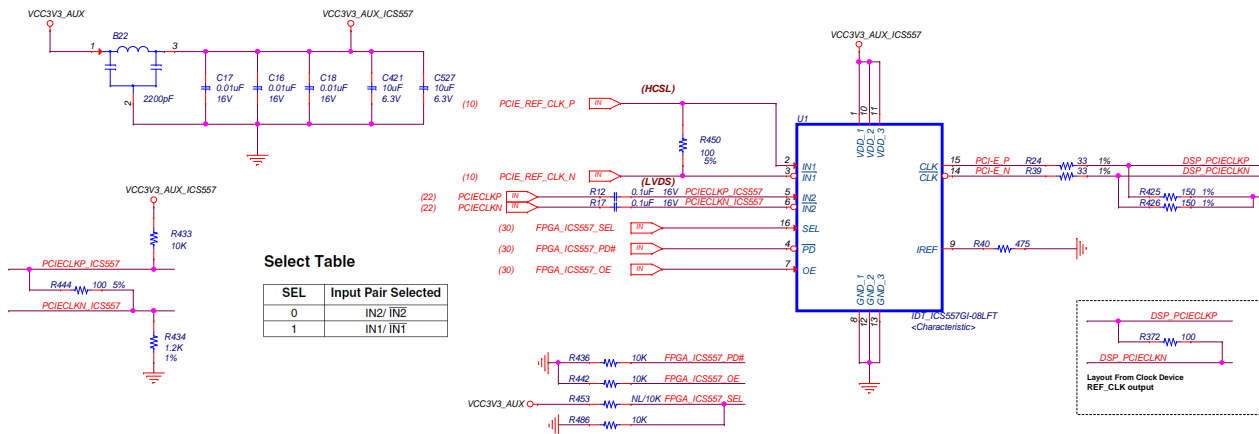 VCC3V3_AUX
VCC3V3_AUX_ICS557
B22
1
3
2
2200pF
C17
0.01uF
16V
C16
0.01uF
16V
C18
0.01uF
16V
C421
10uF
6.3V
C527
10uF
6.3V
VCC3V3_AUX_ICS557
(HCSL)
(10) PCIE_REF_CLK_P IN
R450
100
5%
(10) PCIE_REF_CLK_N IN
(LVDS)
(22) PCIECLKP IN R12 0.1uF 16V PCIECLKP_ICS557
(22) PCIECLKN IN R17 0.1uF 16V PCIECLKN_ICS557
(30) FPGA_ICS557_SEL IN
(30) FPGA_ICS557_PD# IN
(30) FPGA_ICS557_OE IN
U1
1 10 11
VDD_1 VDD_2 VDD_3
2 IN1
3 IN1
5 IN2
6 IN2
16 SEL
4 PD
7 OE
CLK 15 PCI-E_P R24 33 1% DSP_PCIECLKP
CLK 14 PCI-E_N R39 33 1% DSP_PCIECLKN
R425 150 1%
R426 150 1%
IREF 9 R40 475
GND_1 GND_2 GND_3
8 12 13
IDT_ICS557GI-08LFT
<Characteristic>
VCC3V3_AUX_ICS557
R433
10K
PCIECLKP_ICS557
R444 100 5%
PCIECLKN_ICS557
R434
1.2K
1%
Select Table
SEL Input Pair Selected
0 IN2/ IN2
1 IN1/ IN1
R436 10K FPGA_ICS557_PD#
R442 10K FPGA_ICS557_OE
VCC3V3_AUX R453 NL/10K FPGA_ICS557_SEL
R486 10K
DSP_PCIECLKP
R372 100
DSP_PCIECLKN
Layout From Clock Device
REF_CLK output